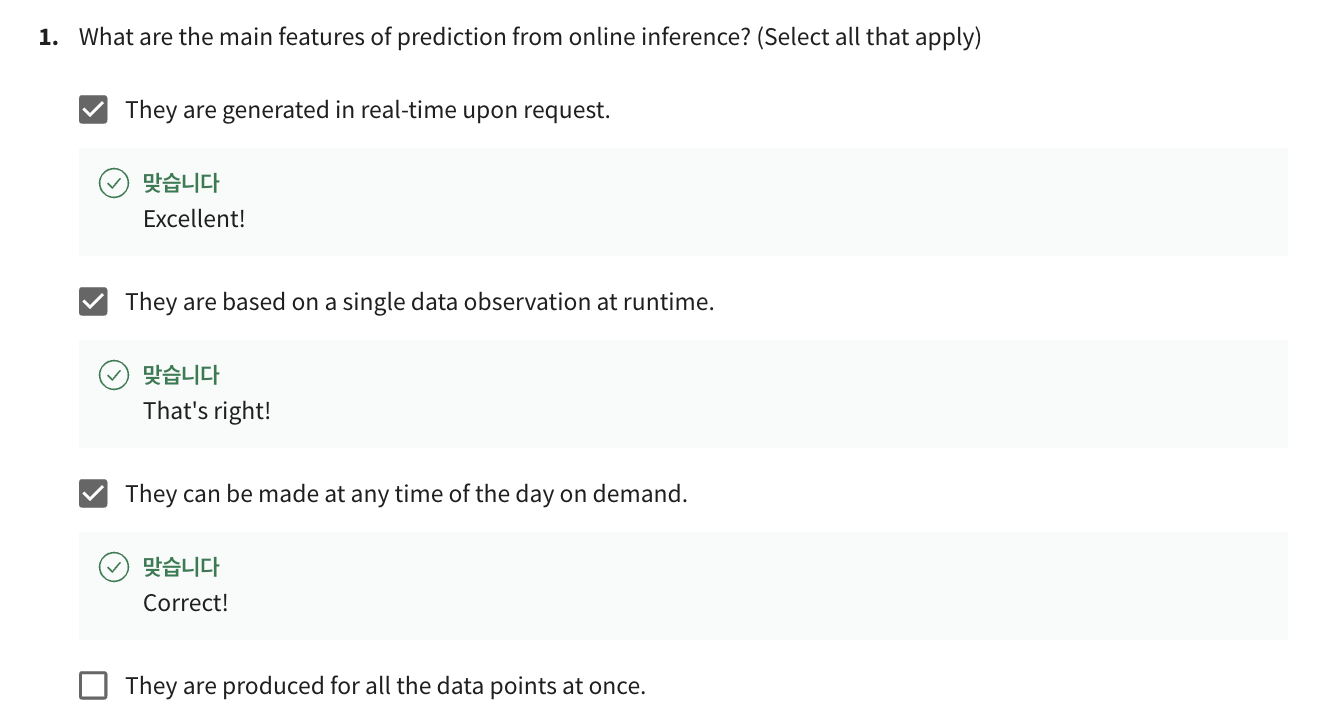 1. What are the main features of prediction from online inference? (Select all that apply)
They are generated in real-time upon request.
맞습니다
Excellent!
They are based on a single data observation at runtime.
맞습니다
That's right!
They can be made at any time of the day on demand.
맞습니다
Correct!
They are produced for all the data points at once.